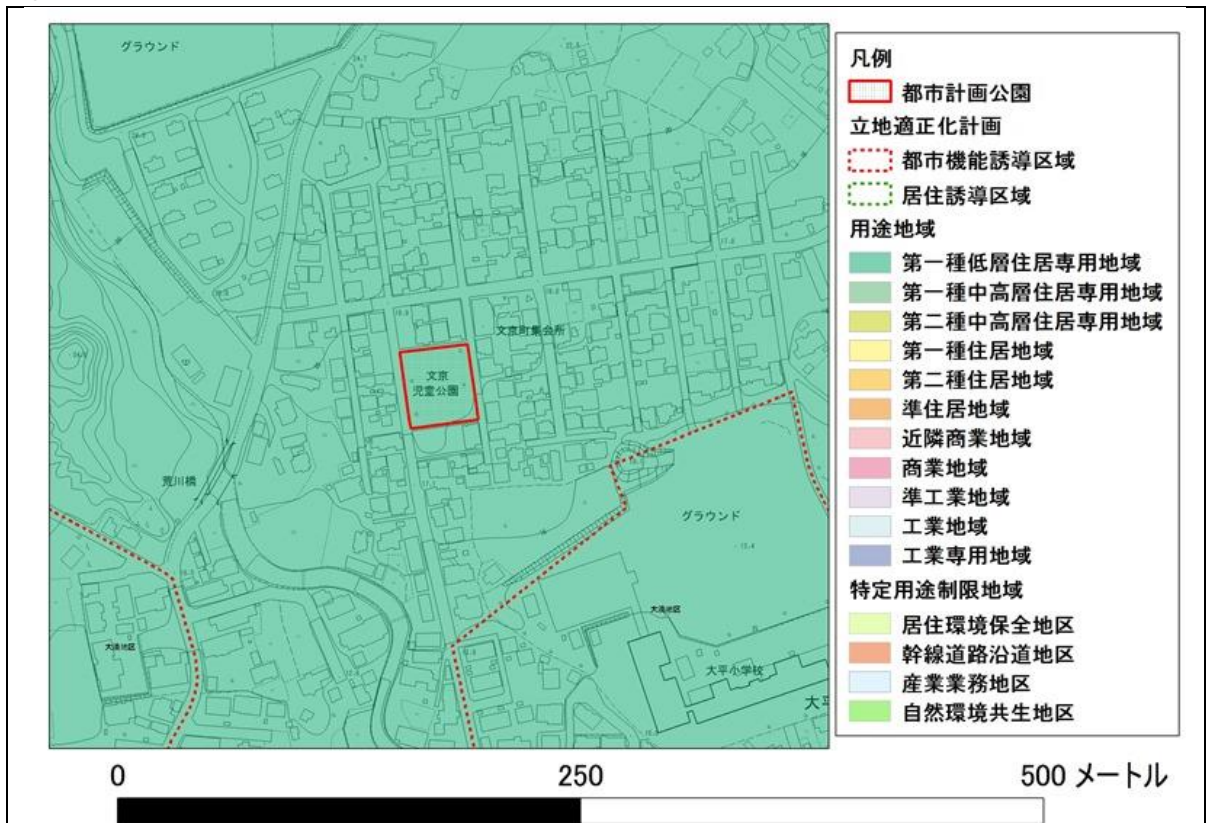 グラウンド
文京町集会所
文京
児童公園
荒川橋
グラウンド
大湊地区
大湊地区
大平小学校
大平
凡例
都市計画公園
立地適正化計画
都市機能誘導区域
居住誘導区域
用途地域
第一種低層住居専用地域
第一種中高層住居専用地域
第二種中高層住居専用地域
第一種住居地域
第二種住居地域
準住居地域
近隣商業地域
商業地域
準工業地域
工業地域
工業専用地域
特定用途制限地域
居住環境保全地区
幹線道路沿道地区
産業業務地区
自然環境共生地区
0 250 500 メートル